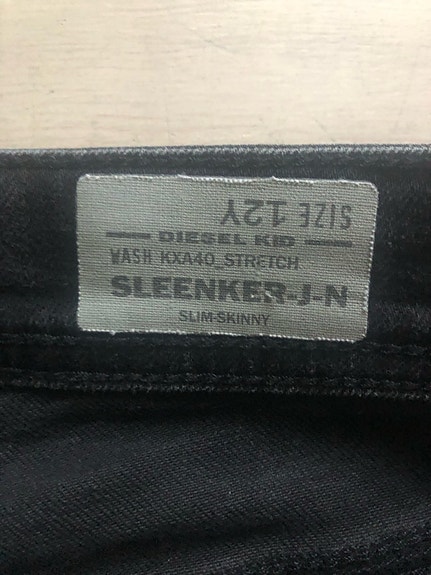 SIZE 12Y
DIESEL KID
WASH KXA40_STRETCH
SLEENKER-J-N
SLIM-SKINNY